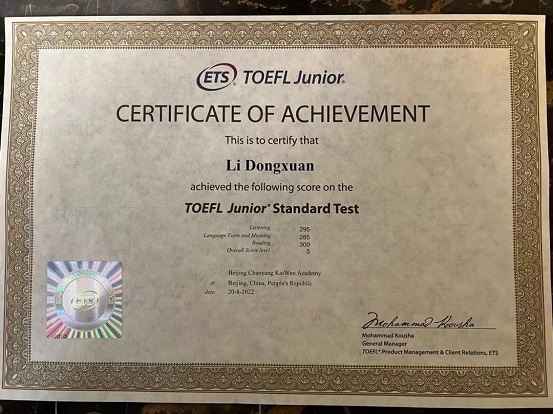 ETS TOEFL Junior®
CERTIFICATE OF ACHIEVEMENT
This is to certify that
Li Dongxuan
achieved the following score on the
TOEFL Junior® Standard Test
Listening 295
Language Form and Meaning 285
Reading 300
Overall Score level 5
Beijing Chaoyang KaiWen Academy
at Beijing, China, People's Republic
date: 20-8-2022
ETS
Mohammad Kousha
Mohammad Kousha
General Manager
TOEFL® Product Management & Client Relations, ETS